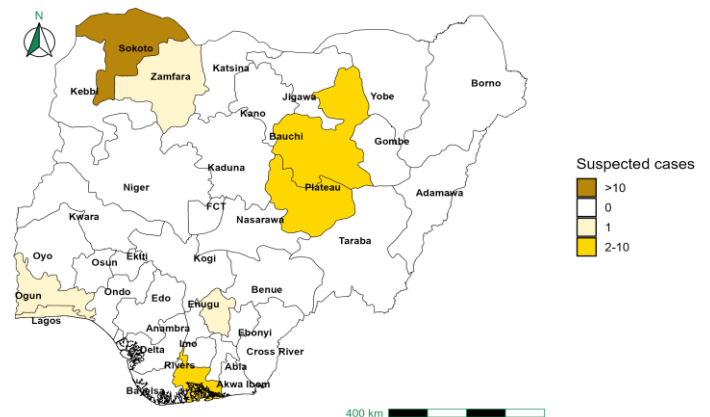 N
Sokoto
Zamfara
Katsina
Kebbi
Jigawa
Yobe
Borno
Kano
Bauchi
Gombe
Kaduna
Niger
Plateau
Adamawa
FCT
Nasarawa
Kwara
Taraba
Oyo
Osun
Ekiti
Kogi
Ogun
Ondo
Edo
Enugu
Benue
Lagos
Anambra
Ebonyi
Delta
Imo
Cross River
Rivers
Abia
Bayelsa
Akwa Ibom
Suspected cases
>10
0
1
2-10
400 km